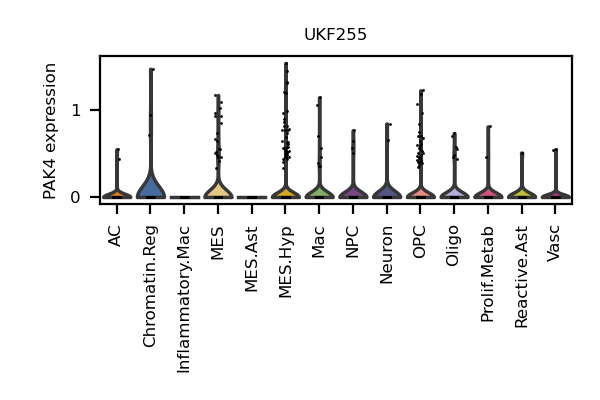 UKF255
PAK4 expression
1
0
AC
Chromatin.Reg
Inflammatory.Mac
MES
MES.Ast
MES.Hyp
Mac
NPC
Neuron
OPC
Oligo
Prolif.Metab
Reactive.Ast
Vasc